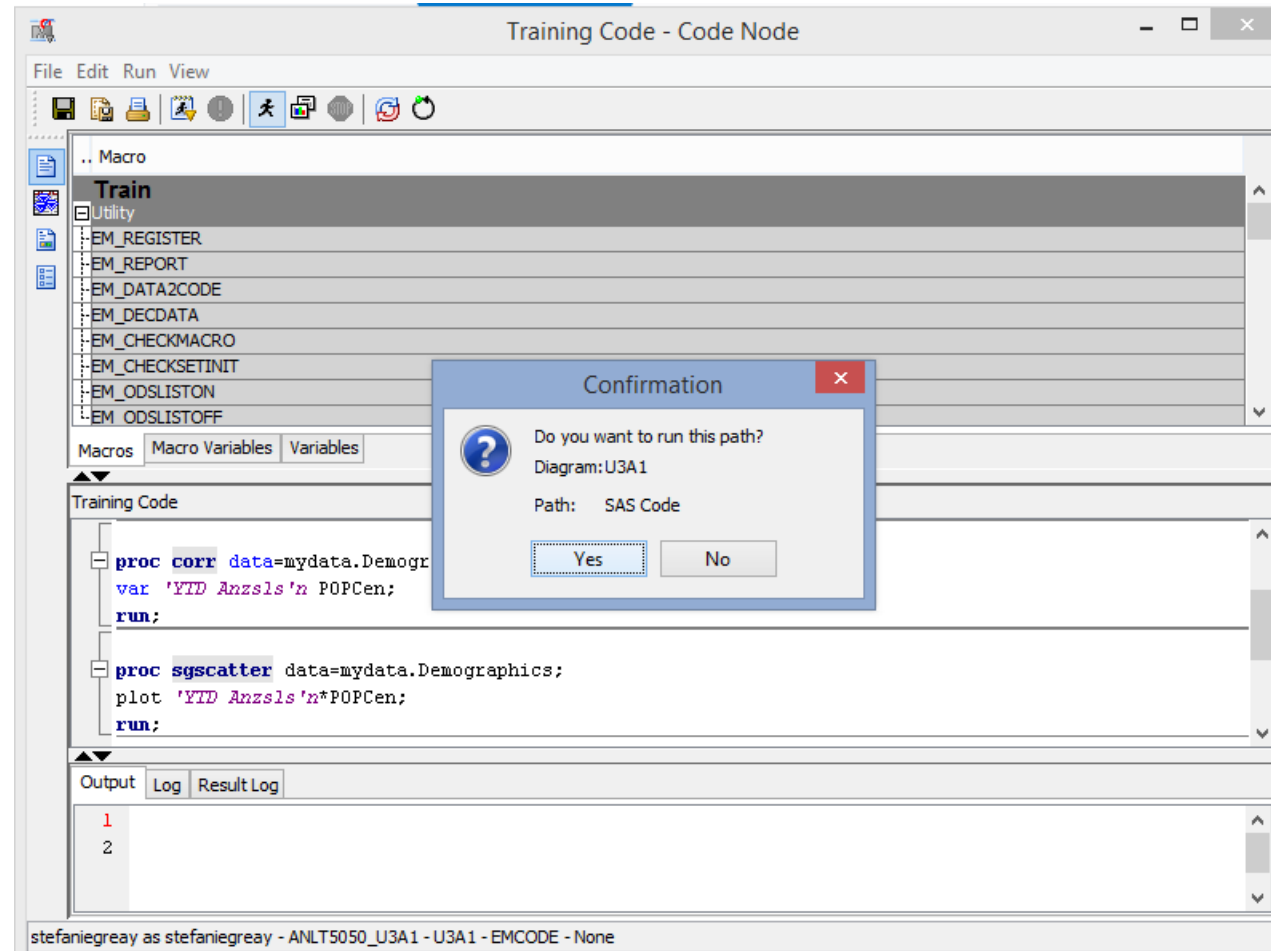 Training Code - Code Node
File Edit Run View
.. Macro
Train
Utility
EM_REGISTER
EM_REPORT
EM_DATA2CODE
EM_DECDATA
EM_CHECKMACRO
EM_CHECKSETINIT
EM_ODSLISTON
EM_ODSLISTOFF
Macros Macro Variables Variables
Confirmation
Do you want to run this path?
Diagram:U3A1
Path: SAS Code
Yes No
Training Code
proc corr data=mydata.Demogr
var 'YTD Anzsls'n POPCen;
run;
proc sgscatter data=mydata.Demographics;
plot 'YTD Anzsls'n*POPCen;
run;
Output Log Result Log
1
2
stefaniegreay as stefaniegreay - ANLT5050_U3A1 - U3A1 - EMCODE - None